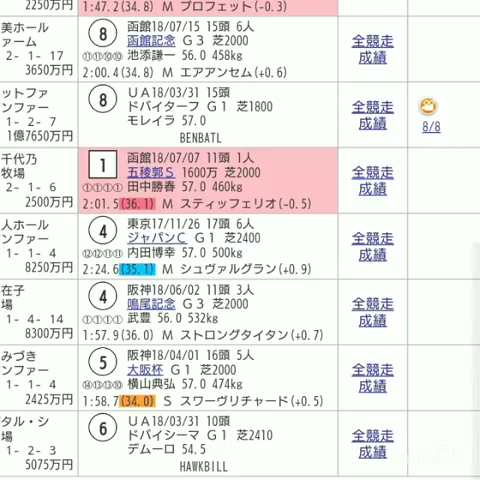 2250万円 1:47.2(34.8) M プロフェット(-0.3)
美ホール ⑧ 函館18/07/15 15頭 6人
ァーム 函館記念 G3 芝2000 全競走
2- 1- 1-17 ⑪⑪⑩⑩ 池添謙一 56.0 458kg 成績
3650万円 2:00.4(34.8) M エアアンセム(+0.6)
ットファ ⑧ UA18/03/31 15頭
ンファー ドバイターフ G1 芝1800 全競走
1- 1- 2- 7 モレイラ 57.0 成績 8/8
1億7650万円 BENBATL
千代乃 1 函館18/07/07 11頭 1人
牧場 五稜郭S 1600万 芝2000 全競走
2- 1- 6 ①①①① 田中勝春 57.0 460kg 成績
2500万円 2:01.5(36.1) M スティッフェリオ(-0.5)
人ホール ④ 東京17/11/26 17頭 6人
ンファー ジャパンC G1 芝2400 全競走
1- 1- 4 ⑫⑫⑪⑪ 内田博幸 57.0 500kg 成績
8250万円 2:24.6(35.1) M シュヴァルグラン(+0.9)
在子 ④ 阪神18/06/02 11頭 3人
場 鳴尾記念 G3 芝2000 全競走
1- 4-14 ①①①① 武豊 56.0 532kg 成績
8300万円 1:57.9(36.0) M ストロングタイタン(+0.7)
みづき ⑤ 阪神18/04/01 16頭 5人
ンファー 大阪杯 G1 芝2000 全競走
1- 1- 4 ⑭⑬⑬⑩ 横山典弘 57.0 474kg 成績
2425万円 1:58.7(34.0) S スワーヴリチャード(+0.5)
タル・シ ⑥ UA18/03/31 10頭
場 ドバイシーマ G1 芝2410 全競走
1- 2- 3 デムーロ 54.5 成績
5075万円 HAWKBILL